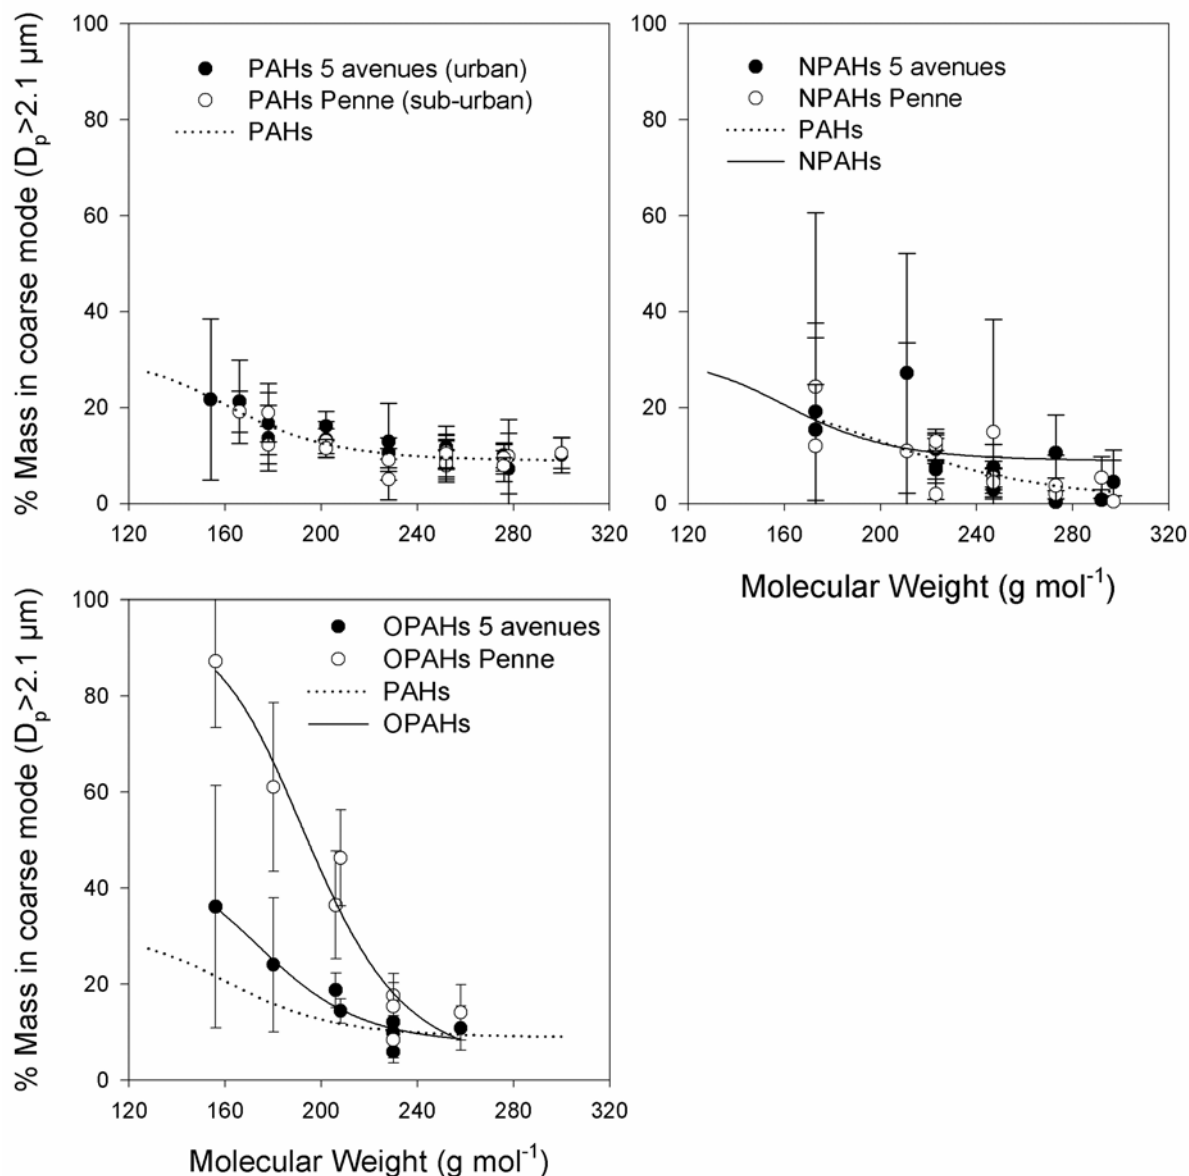 % Mass in coarse mode (Dp>2.1 µm)
100
80
60
40
20
0
PAHs 5 avenues (urban)
PAHs Penne (sub-urban)
PAHs
120 160 200 240 280 320
100
80
60
40
20
0
NPAHs 5 avenues
NPAHs Penne
PAHs
NPAHs
120 160 200 240 280 320
Molecular Weight (g mol-1)
% Mass in coarse mode (Dp>2.1 µm)
100
80
60
40
20
0
OPAHs 5 avenues
OPAHs Penne
PAHs
OPAHs
120 160 200 240 280 320
Molecular Weight (g mol-1)